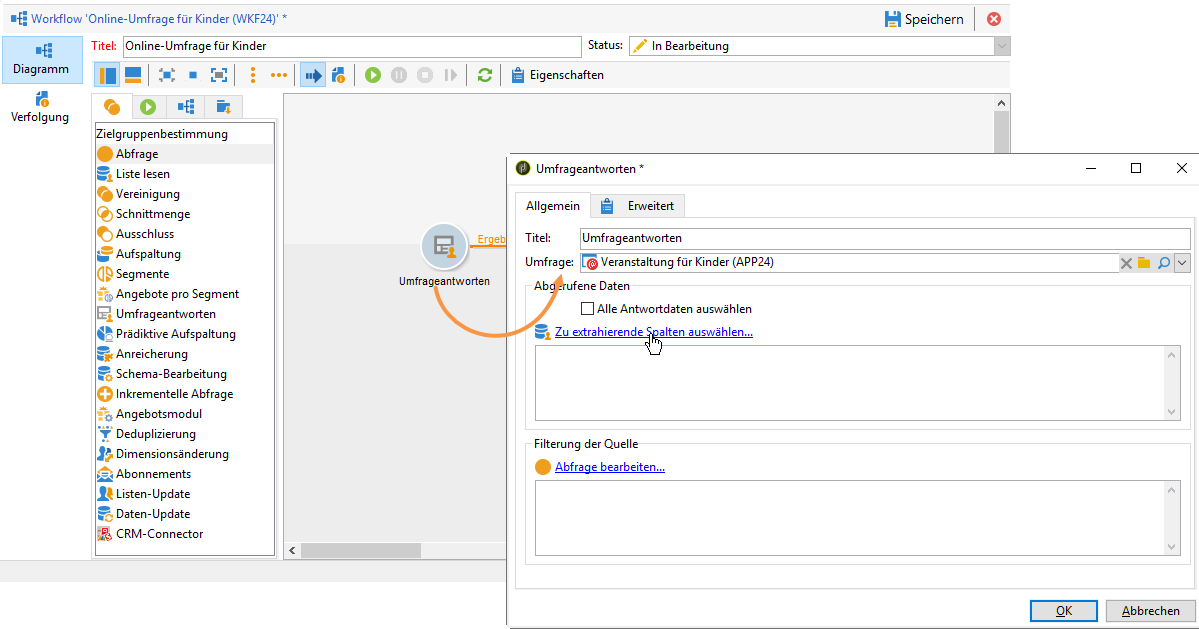 Workflow 'Online-Umfrage für Kinder (WKF24)' *
Speichern
Diagramm
Verfolgung
Titel: Online-Umfrage für Kinder
Status: In Bearbeitung
Eigenschaften
Zielgruppenbestimmung
Abfrage
Liste lesen
Vereinigung
Schnittmenge
Ausschluss
Aufspaltung
Segmente
Angebote pro Segment
Umfrageantworten
Prädiktive Aufspaltung
Anreicherung
Schema-Bearbeitung
Inkrementelle Abfrage
Angebotsmodul
Deduplizierung
Dimensionsänderung
Abonnements
Listen-Update
Daten-Update
CRM-Connector
Ergeb
Umfrageantworten
Umfrageantworten *
Allgemein
Erweitert
Titel: Umfrageantworten
Umfrage: Veranstaltung für Kinder (APP24)
Abgerufene Daten
Alle Antwortdaten auswählen
Zu extrahierende Spalten auswählen...
Filterung der Quelle
Abfrage bearbeiten...
OK
Abbrechen